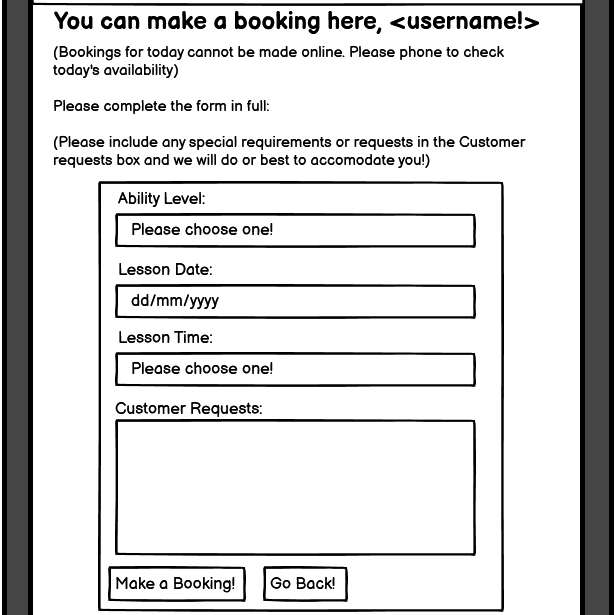 You can make a booking here, <username!>
(Bookings for today cannot be made online. Please phone to check
today's availability)
Please complete the form in full:
(Please include any special requirements or requests in the Customer
requests box and we will do or best to accomodate you!)
Ability Level:
Please choose one!
Lesson Date:
dd/mm/yyyy
Lesson Time:
Please choose one!
Customer Requests:
Make a Booking! Go Back!